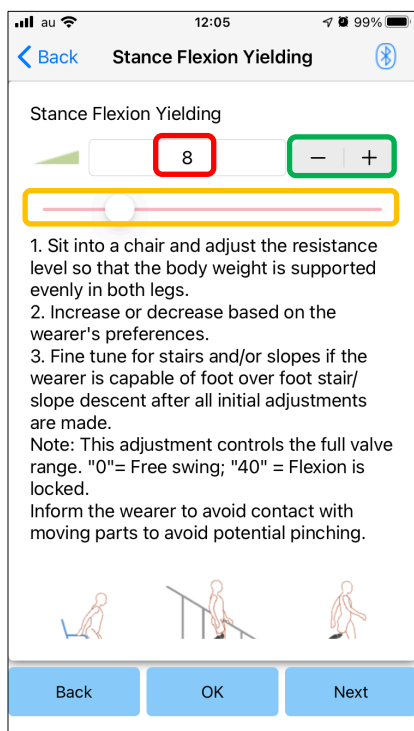 au 12:05 99%
Back Stance Flexion Yielding
Stance Flexion Yielding
8 − +
1. Sit into a chair and adjust the resistance
level so that the body weight is supported
evenly in both legs.
2. Increase or decrease based on the
wearer's preferences.
3. Fine tune for stairs and/or slopes if the
wearer is capable of foot over foot stair/
slope descent after all initial adjustments
are made.
Note: This adjustment controls the full valve
range. "0"= Free swing; "40" = Flexion is
locked.
Inform the wearer to avoid contact with
moving parts to avoid potential pinching.
Back OK Next